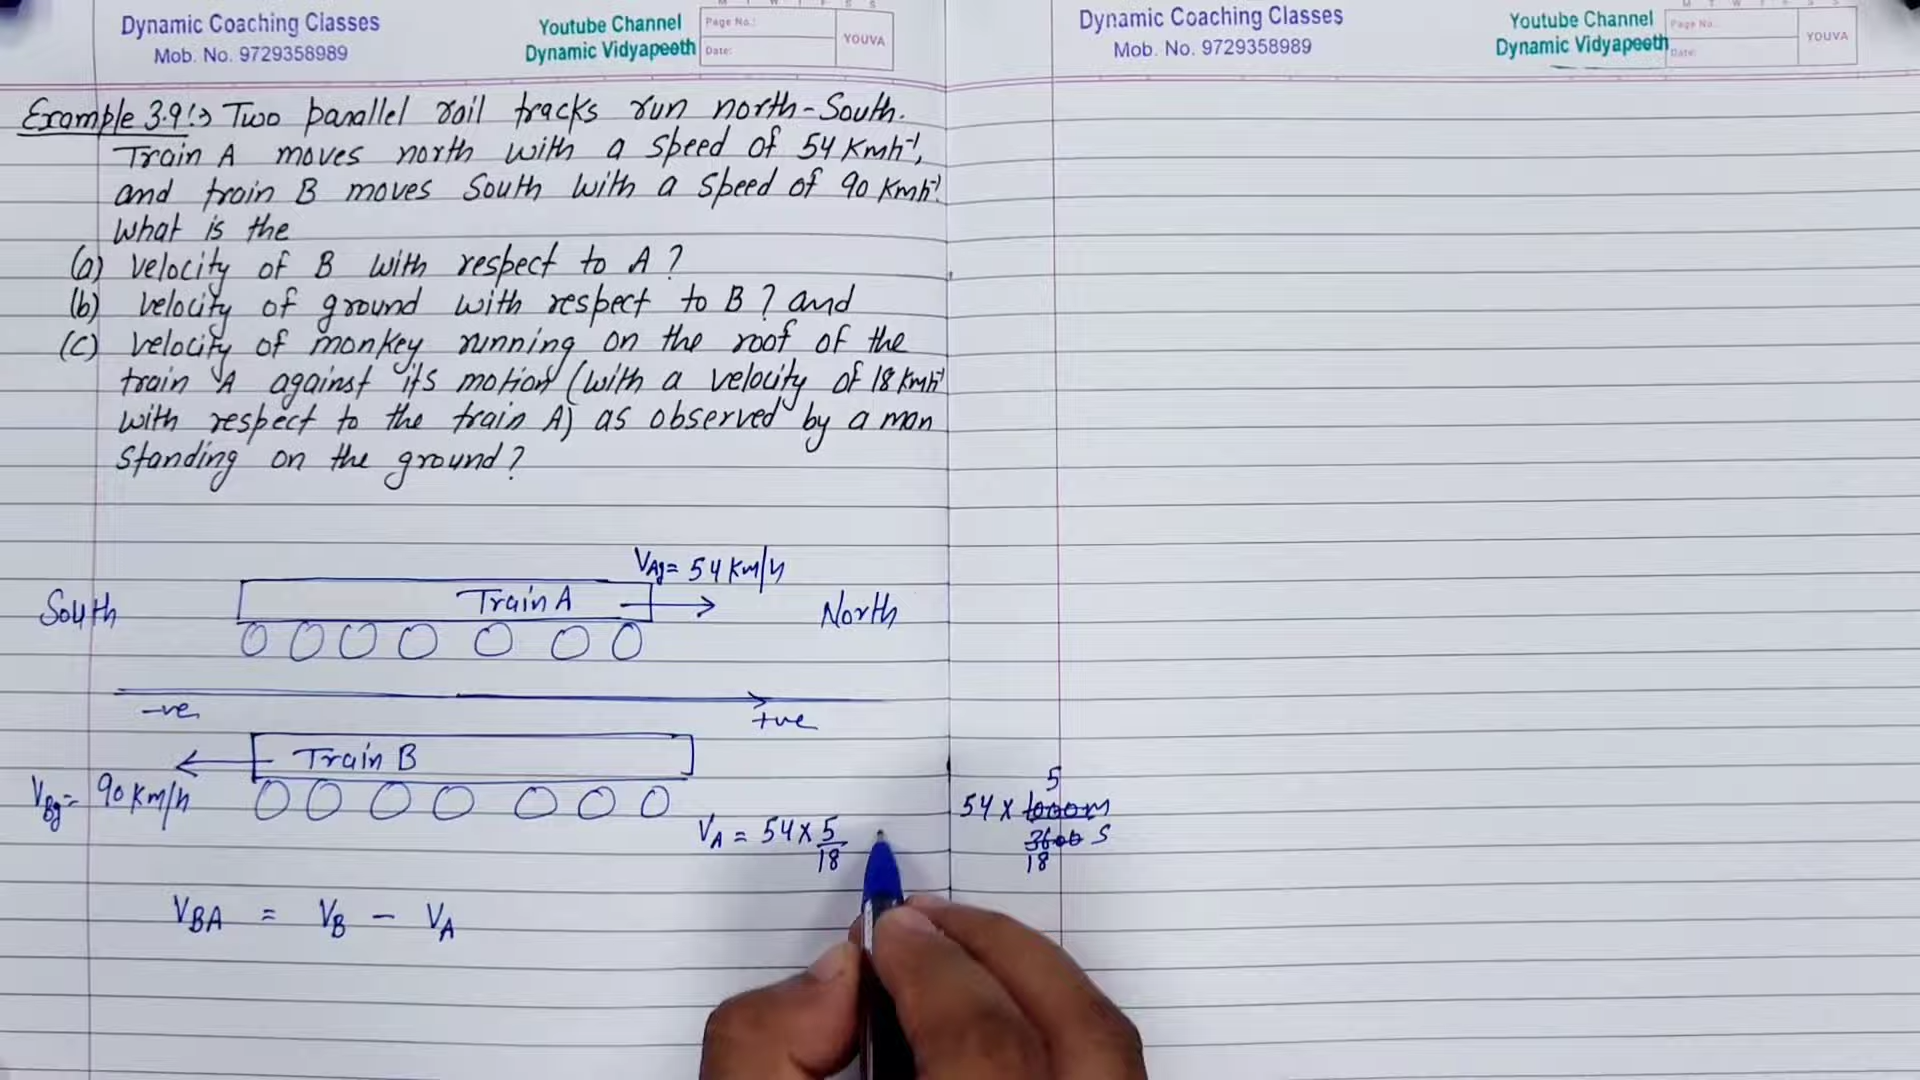 Dynamic Coaching Classes
Mob. No. 9729358989
Youtube Channel
Dynamic Vidyapeeth
Page No.:
Date:
YOUVA
Example 3.9:→ Two parallel rail tracks run north-South.
Train A moves north with a speed of 54 Kmh⁻¹,
and train B moves South with a speed of 90 Kmh⁻¹.
What is the
(a) velocity of B with respect to A?
(b) velocity of ground with respect to B? and
(c) velocity of monkey running on the roof of the
train A against its motion (with a velocity of 18 Kmh⁻¹
with respect to the train A) as observed by a man
standing on the ground?
V_Ag = 54 Km/h
South
Train A
North
-ve
+ve
Train B
V_Bg = 90 Km/h
V_A = 54 × 5/18
V_BA = V_B - V_A
Dynamic Coaching Classes
Mob. No. 9729358989
Youtube Channel
Dynamic Vidyapeeth
Page No.
Date:
YOUVA
5
54 × 1000m
3600 S
18